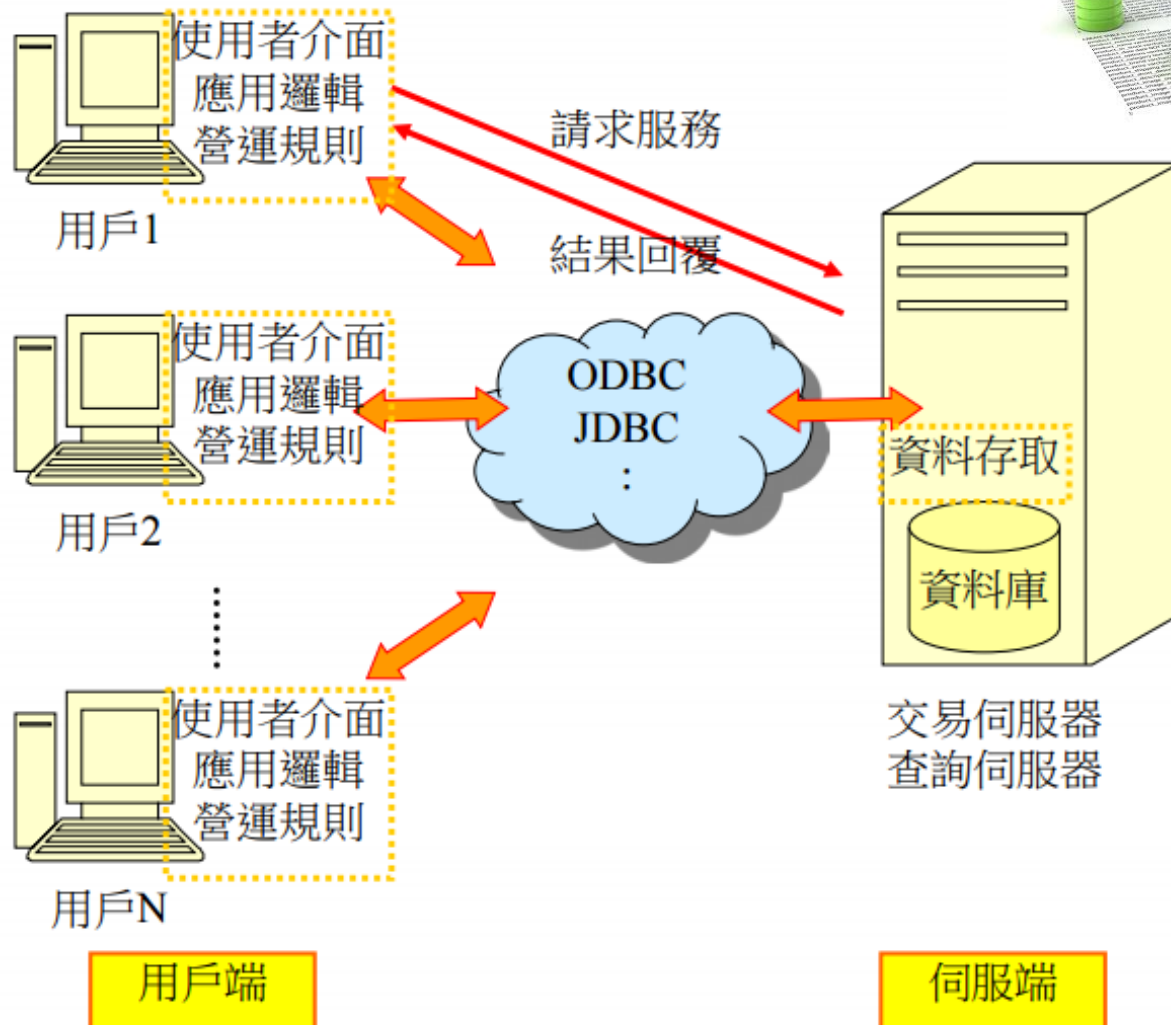 使用者介面
應用邏輯
營運規則
用戶1
請求服務
結果回覆
使用者介面
應用邏輯
營運規則
用戶2
ODBC
JDBC
:
資料存取
資料庫
使用者介面
應用邏輯
營運規則
用戶N
交易伺服器
查詢伺服器
用戶端
伺服端